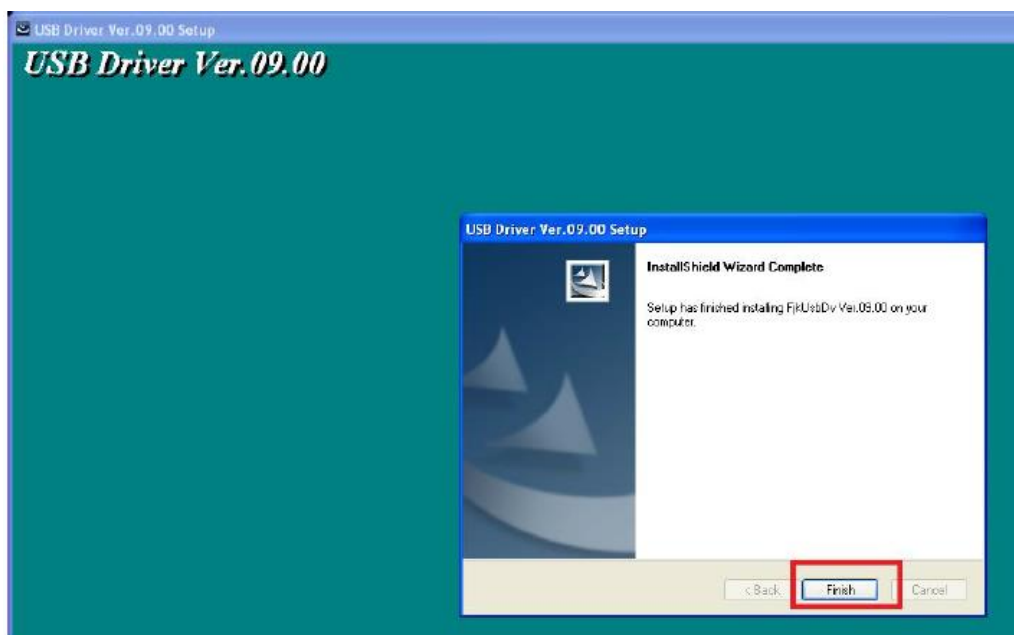 USB Driver Ver.09.00 Setup
USB Driver Ver.09.00
USB Driver Ver.09.00 Setup
InstallShield Wizard Complete
Setup has finished installing FjkUsbDv Ver.09.00 on your
computer.
< Back
Finish
Cancel